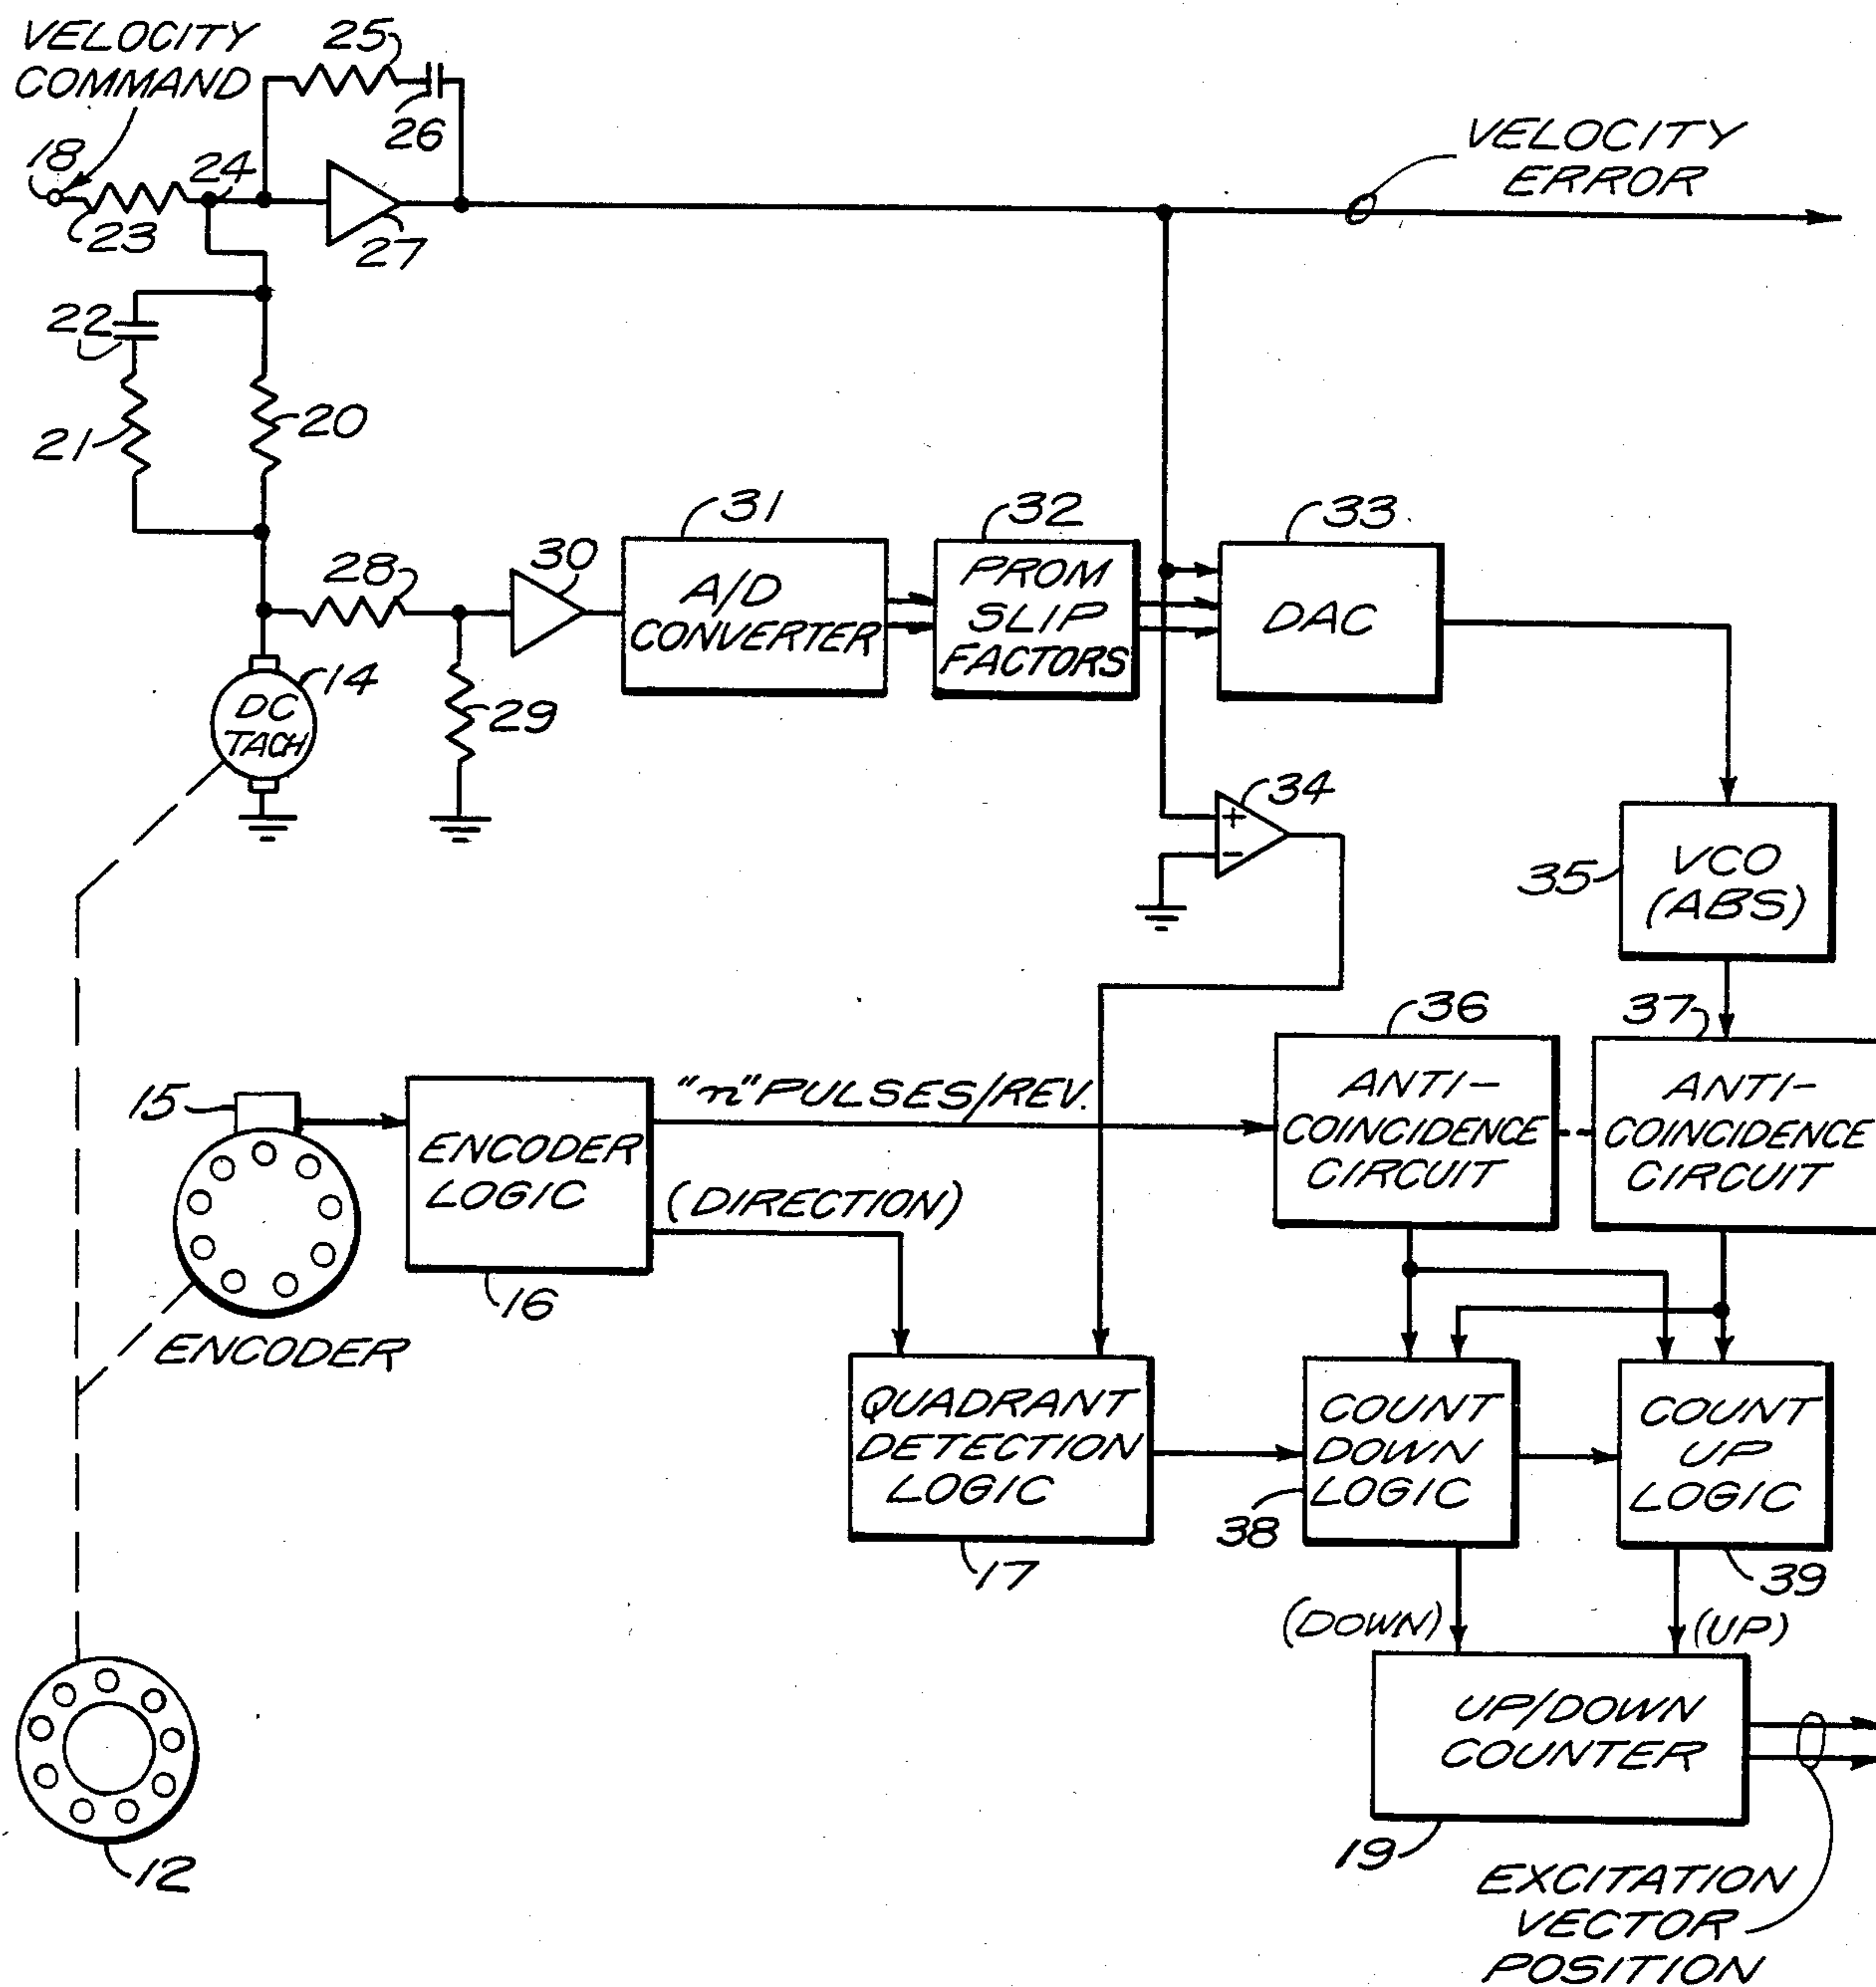 VELOCITY
COMMAND
25
26
18
24
23
27
VELOCITY
ERROR
22
21
20
28
30
31
A/D
CONVERTER
32
PROM
SLIP
FACTORS
33
DAC
14
DC
TACH
29
34
+
−
35
VCO
(ABS)
15
ENCODER
16
ENCODER
LOGIC
"n" PULSES/REV.
(DIRECTION)
36
ANTI-
COINCIDENCE
CIRCUIT
37
ANTI-
COINCIDENCE
CIRCUIT
QUADRANT
DETECTION
LOGIC
17
COUNT
DOWN
LOGIC
38
COUNT
UP
LOGIC
39
(DOWN)
(UP)
UP/DOWN
COUNTER
19
12
EXCITATION
VECTOR
POSITION